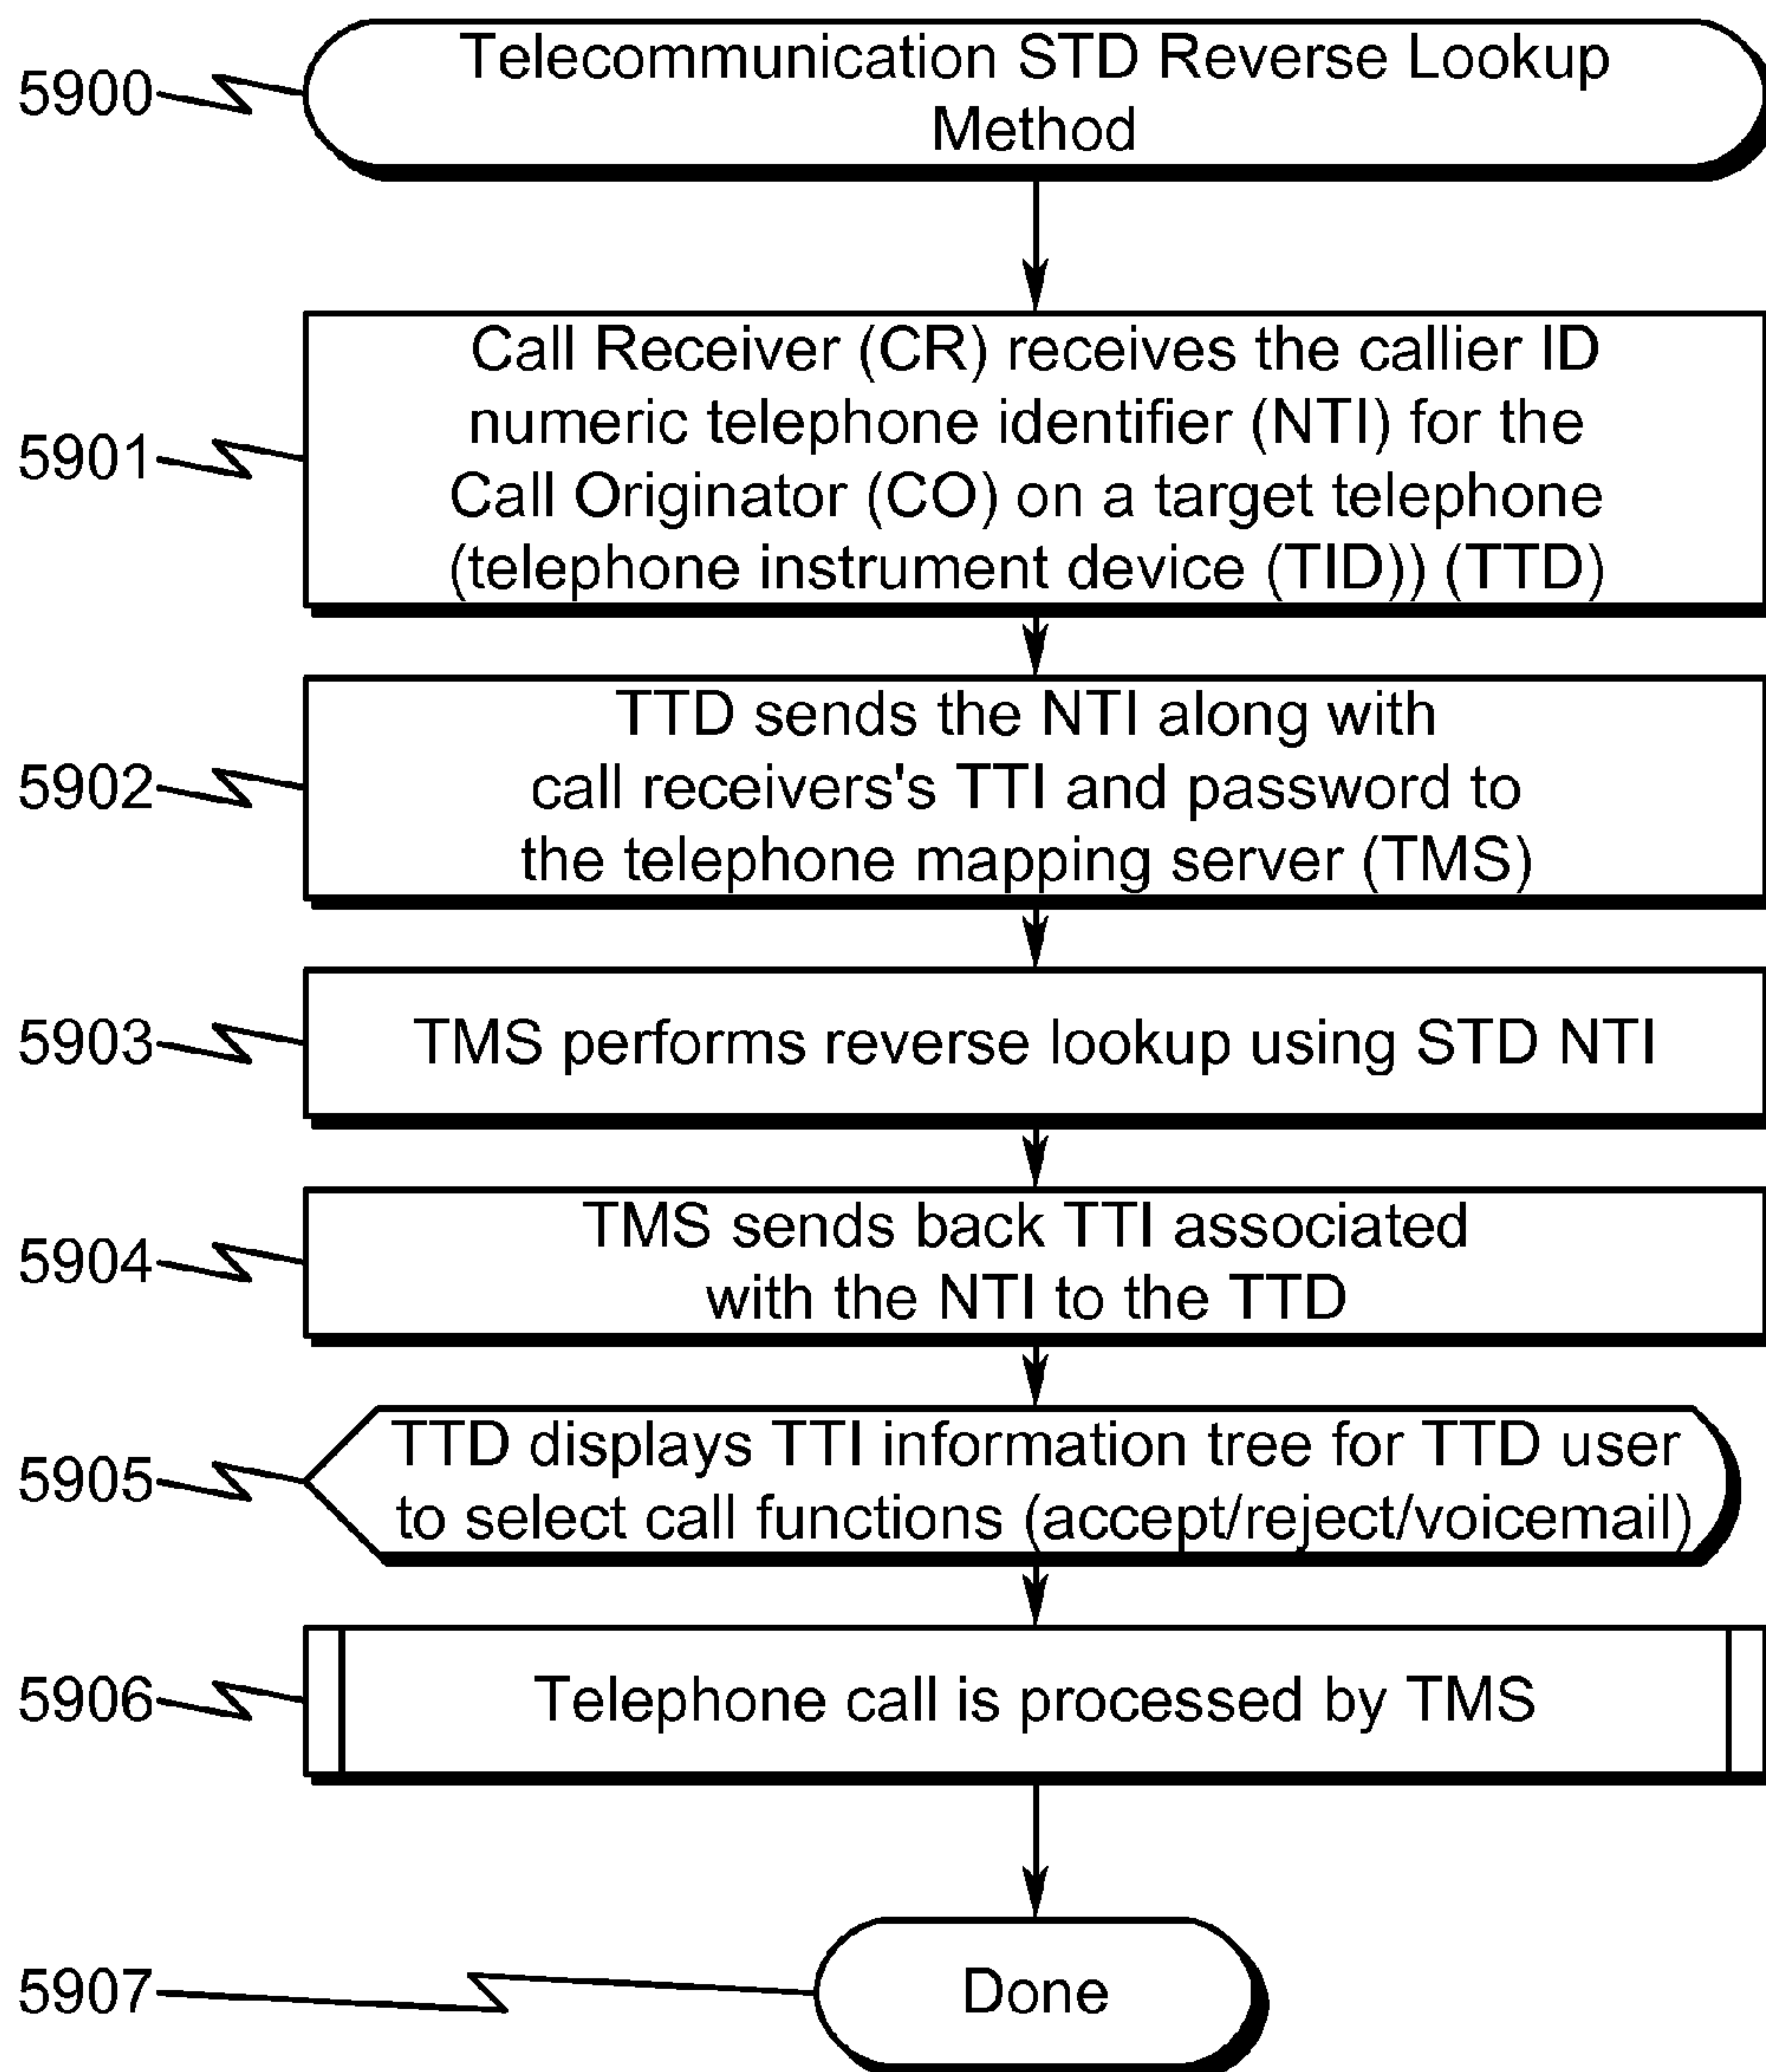 Telecommunication STD Reverse Lookup
Method
5900
Call Receiver (CR) receives the callier ID
numeric telephone identifier (NTI) for the
Call Originator (CO) on a target telephone
(telephone instrument device (TID)) (TTD)
5901
TTD sends the NTI along with
call receivers's TTI and password to
the telephone mapping server (TMS)
5902
TMS performs reverse lookup using STD NTI
5903
TMS sends back TTI associated
with the NTI to the TTD
5904
TTD displays TTI information tree for TTD user
to select call functions (accept/reject/voicemail)
5905
Telephone call is processed by TMS
5906
Done
5907